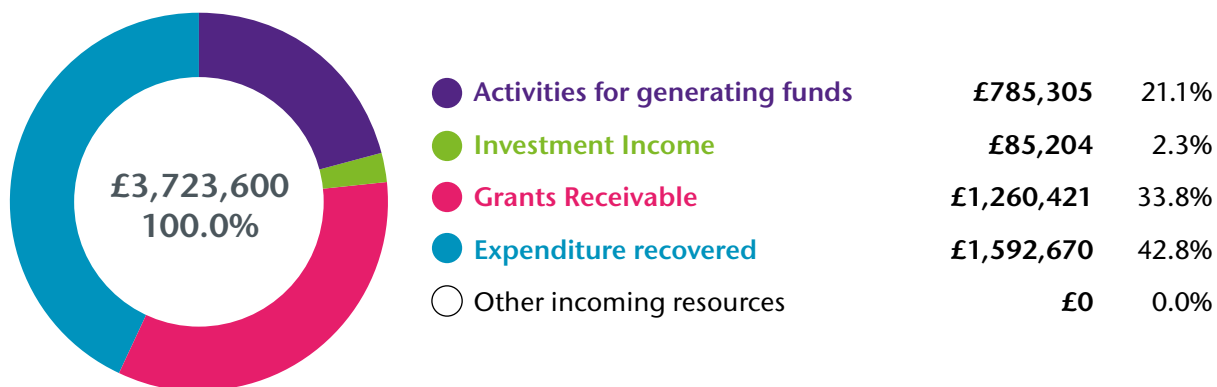 £3,723,600
100.0%
Activities for generating funds £785,305 21.1%
Investment Income £85,204 2.3%
Grants Receivable £1,260,421 33.8%
Expenditure recovered £1,592,670 42.8%
Other incoming resources £0 0.0%